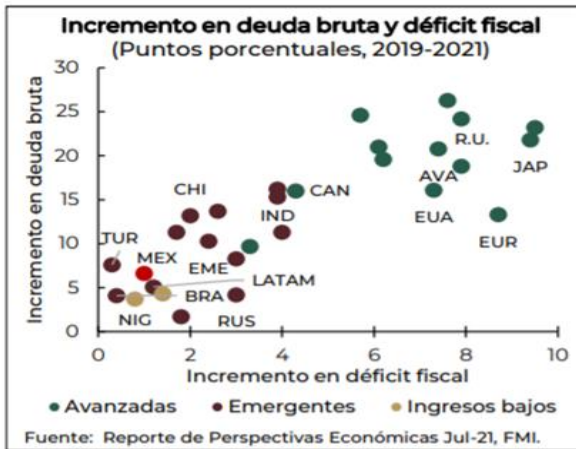 Incremento en deuda bruta y déficit fiscal
(Puntos porcentuales, 2019-2021)
Incremento en deuda bruta
30
25
20
15
10
5
0
R.U.
JAP
AVA
CHI
CAN
IND
EUA
EUR
TUR
MEX
EME
LATAM
BRA
NIG
RUS
0 2 4 6 8 10
Incremento en déficit fiscal
Avanzadas Emergentes Ingresos bajos
Fuente: Reporte de Perspectivas Económicas Jul-21, FMI.